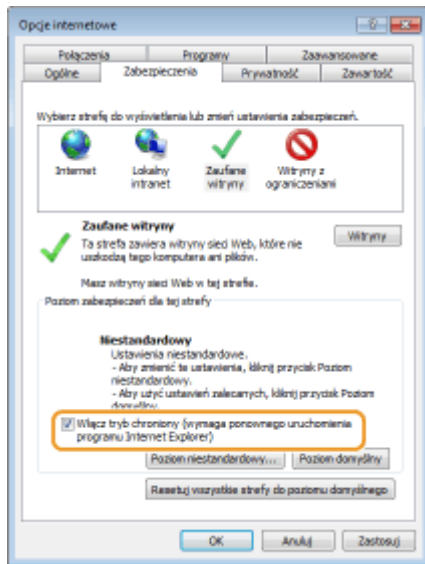 Opcje internetowe
Połączenia Programy Zaawansowane
Ogólne Zabezpieczenia Prywatność Zawartość
Wybierz strefę do wyświetlenia lub zmień ustawienia zabezpieczeń.
Internet Lokalny intranet Zaufane witryny Witryny z ograniczeniami
Zaufane witryny
Ta strefa zawiera witryny sieci Web, które nie
uszkodzą tego komputera ani plików.
Witryny
Masz witryny sieci Web w tej strefie.
Poziom zabezpieczeń dla tej strefy
Niestandardowy
Ustawienia niestandardowe.
- Aby zmienić te ustawienia, kliknij przycisk Poziom
niestandardowy.
- Aby użyć ustawień zalecanych, kliknij przycisk Poziom
domyślny.
Włącz tryb chroniony (wymaga ponownego uruchomienia
programu Internet Explorer)
Poziom niestandardowy... Poziom domyślny
Resetuj wszystkie strefy do poziomu domyślnego
OK Anuluj Zastosuj